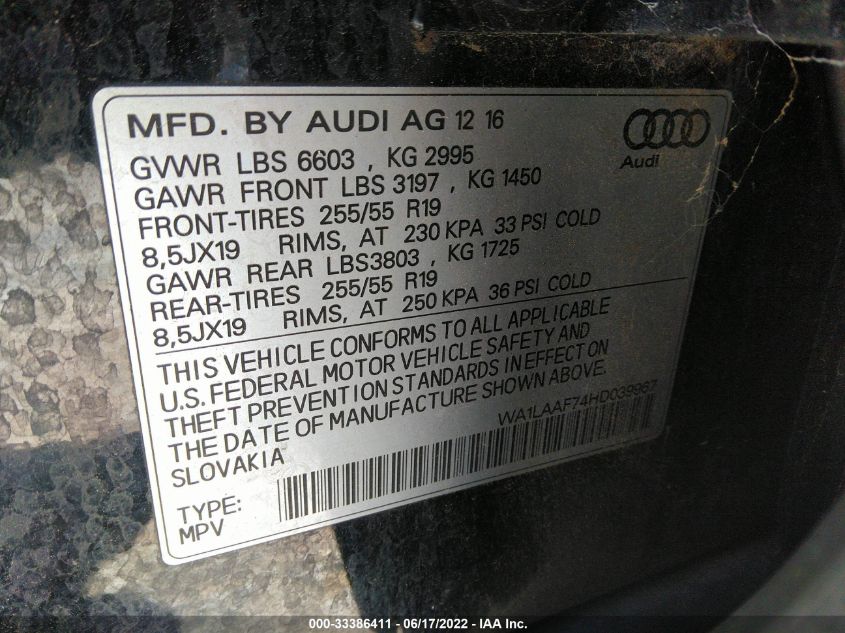 MFD. BY AUDI AG 12 16
Audi
GVWR LBS 6603 , KG 2995
GAWR FRONT LBS 3197 , KG 1450
FRONT-TIRES 255/55 R19
8,5JX19 RIMS, AT 230 KPA 33 PSI COLD
GAWR REAR LBS3803 , KG 1725
REAR-TIRES 255/55 R19
8,5JX19 RIMS, AT 250 KPA 36 PSI COLD
THIS VEHICLE CONFORMS TO ALL APPLICABLE
U.S. FEDERAL MOTOR VEHICLE SAFETY AND
THEFT PREVENTION STANDARDS IN EFFECT ON
THE DATE OF MANUFACTURE SHOWN ABOVE.
SLOVAKIA
WA1LAAF74HD039967
TYPE:
MPV
000-33386411 - 06/17/2022 - IAA Inc.